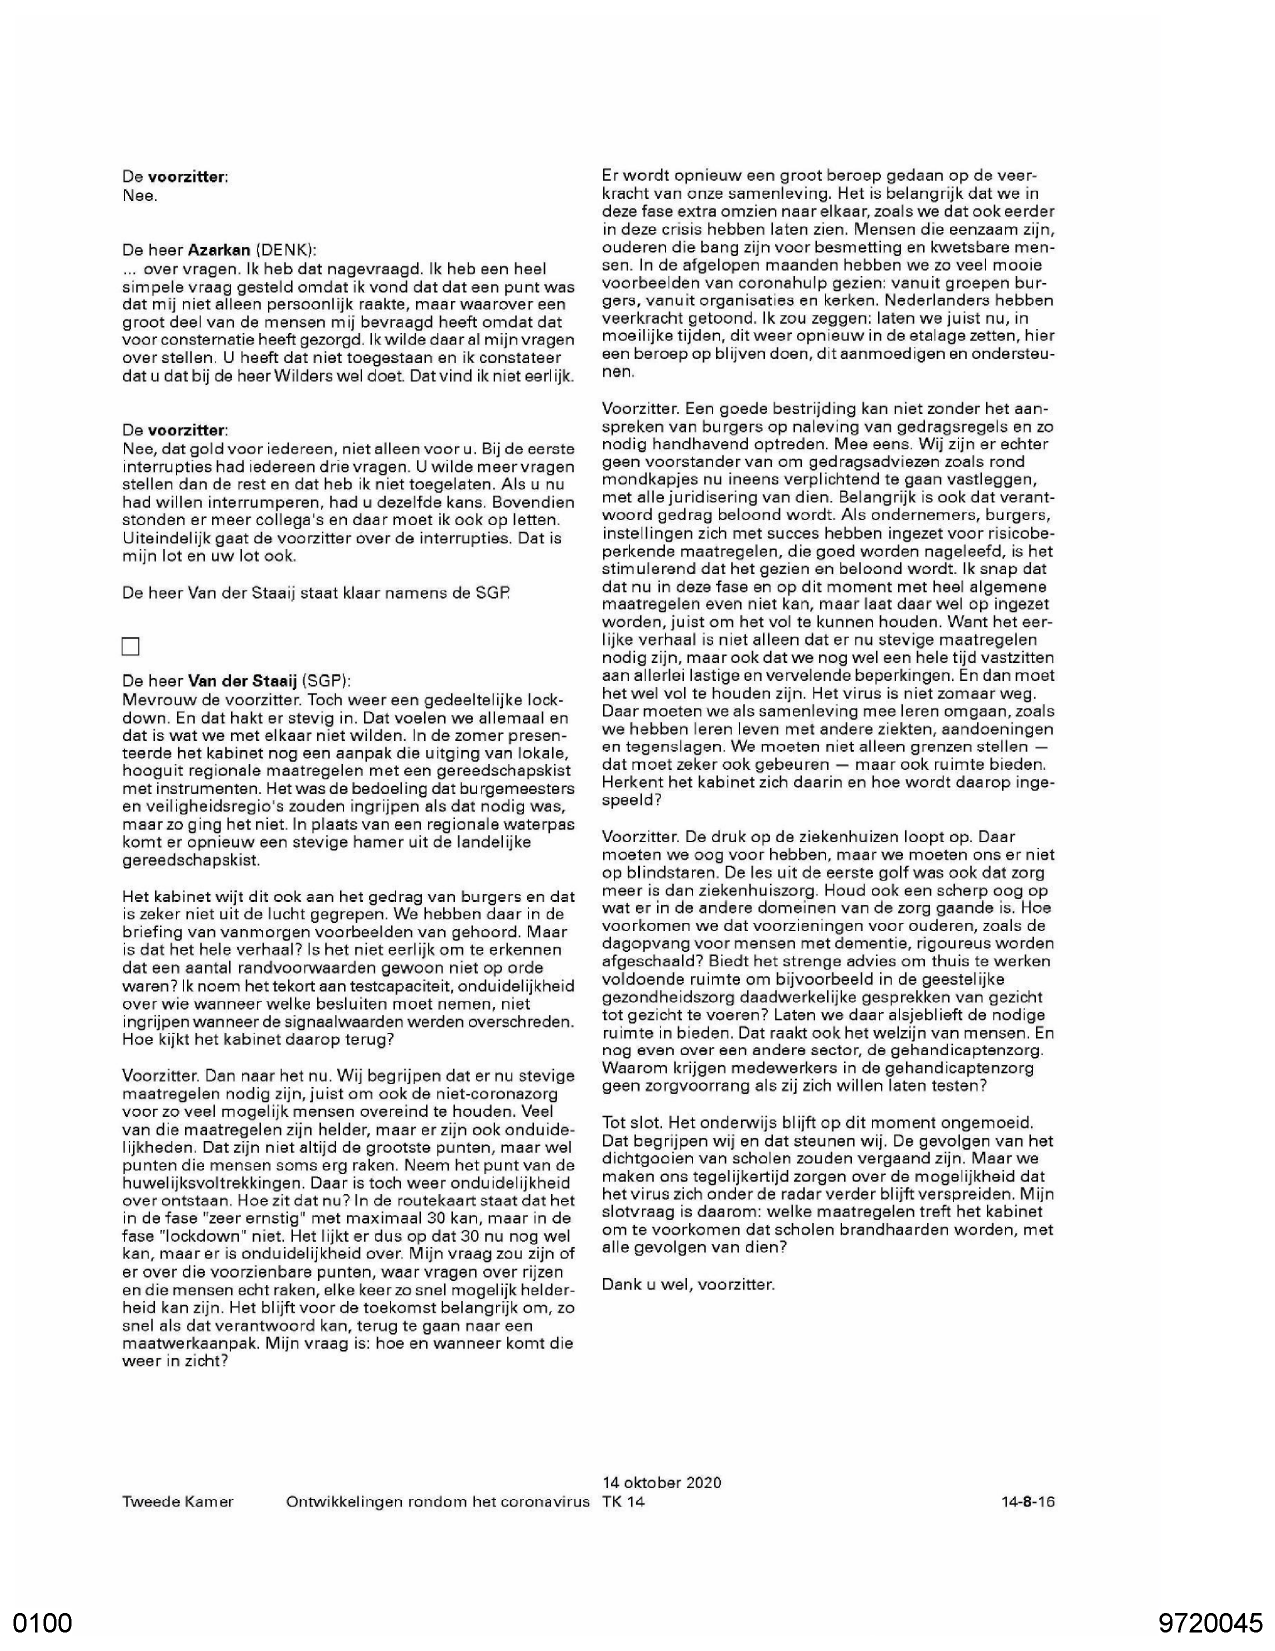 De voorzitter:
Nee.
De heer Azarkan (DENK):
... over vragen. Ik heb dat nagevraagd. Ik heb een heel
simpele vraag gesteld omdat ik vond dat dat een punt was
dat mij niet alleen persoonlijk raakte, maar waarover een
groot deel van de mensen mij bevraagd heeft omdat dat
voor consternatie heeft gezorgd. Ik wilde daar al mijn vragen
over stellen. U heeft dat niet toegestaan en ik constateer
dat u dat bij de heer Wilders wel doet. Dat vind ik niet eerlijk.
De voorzitter:
Nee, dat gold voor iedereen, niet alleen voor u. Bij de eerste
interrupties had iedereen drie vragen. U wilde meer vragen
stellen dan de rest en dat heb ik niet toegelaten. Als u nu
had willen interrumperen, had u dezelfde kans. Bovendien
stonden er meer collega's en daar moet ik ook op letten.
Uiteindelijk gaat de voorzitter over de interrupties. Dat is
mijn lot en uw lot ook.
De heer Van der Staaij staat klaar namens de SGP.
De heer Van der Staaij (SGP):
Mevrouw de voorzitter. Toch weer een gedeeltelijke lock-
down. En dat hakt er stevig in. Dat voelen we allemaal en
dat is wat we met elkaar niet wilden. In de zomer presen-
teerde het kabinet nog een aanpak die uitging van lokale,
hooguit regionale maatregelen met een gereedschapskist
met instrumenten. Het was de bedoeling dat burgemeesters
en veiligheidsregio's zouden ingrijpen als dat nodig was,
maar zo ging het niet. In plaats van een regionale waterpas
komt er opnieuw een stevige hamer uit de landelijke
gereedschapskist.
Het kabinet wijt dit ook aan het gedrag van burgers en dat
is zeker niet uit de lucht gegrepen. We hebben daar in de
briefing van vanmorgen voorbeelden van gehoord. Maar
is dat het hele verhaal? Is het niet eerlijk om te erkennen
dat een aantal randvoorwaarden gewoon niet op orde
waren? Ik noem het tekort aan testcapaciteit, onduidelijkheid
over wie wanneer welke besluiten moet nemen, niet
ingrijpen wanneer de signaalwaarden werden overschreden.
Hoe kijkt het kabinet daarop terug?
Voorzitter. Dan naar het nu. Wij begrijpen dat er nu stevige
maatregelen nodig zijn, juist om ook de niet-coronazorg
voor zo veel mogelijk mensen overeind te houden. Veel
van die maatregelen zijn helder, maar er zijn ook onduide-
lijkheden. Dat zijn niet altijd de grootste punten, maar wel
punten die mensen soms erg raken. Neem het punt van de
huwelijksvoltrekkingen. Daar is toch weer onduidelijkheid
over ontstaan. Hoe zit dat nu? In de routekaart staat dat het
in de fase "zeer ernstig" met maximaal 30 kan, maar in de
fase "lockdown" niet. Het lijkt er dus op dat 30 nu nog wel
kan, maar er is onduidelijkheid over. Mijn vraag zou zijn of
er over die voorzienbare punten, waar vragen over rijzen
en die mensen echt raken, elke keer zo snel mogelijk helder-
heid kan zijn. Het blijft voor de toekomst belangrijk om, zo
snel als dat verantwoord kan, terug te gaan naar een
maatwerkaanpak. Mijn vraag is: hoe en wanneer komt die
weer in zicht?
Er wordt opnieuw een groot beroep gedaan op de veer-
kracht van onze samenleving. Het is belangrijk dat we in
deze fase extra omzien naar elkaar, zoals we dat ook eerder
in deze crisis hebben laten zien. Mensen die eenzaam zijn,
ouderen die bang zijn voor besmetting en kwetsbare men-
sen. In de afgelopen maanden hebben we zo veel mooie
voorbeelden van coronahulp gezien: vanuit groepen bur-
gers, vanuit organisaties en kerken. Nederlanders hebben
veerkracht getoond. Ik zou zeggen: laten we juist nu, in
moeilijke tijden, dit weer opnieuw in de etalage zetten, hier
een beroep op blijven doen, dit aanmoedigen en ondersteu-
nen.
Voorzitter. Een goede bestrijding kan niet zonder het aan-
spreken van burgers op naleving van gedragsregels en zo
nodig handhavend optreden. Mee eens. Wij zijn er echter
geen voorstander van om gedragsadviezen zoals rond
mondkapjes nu ineens verplichtend te gaan vastleggen,
met alle juridisering van dien. Belangrijk is ook dat verant-
woord gedrag beloond wordt. Als ondernemers, burgers,
instellingen zich met succes hebben ingezet voor risicobe-
perkende maatregelen, die goed worden nageleefd, is het
stimulerend dat het gezien en beloond wordt. Ik snap dat
dat nu in deze fase en op dit moment met heel algemene
maatregelen even niet kan, maar laat daar wel op ingezet
worden, juist om het vol te kunnen houden. Want het eer-
lijke verhaal is niet alleen dat er nu stevige maatregelen
nodig zijn, maar ook dat we nog wel een hele tijd vastzitten
aan allerlei lastige en vervelende beperkingen. En dan moet
het wel vol te houden zijn. Het virus is niet zomaar weg.
Daar moeten we als samenleving mee leren omgaan, zoals
we hebben leren leven met andere ziekten, aandoeningen
en tegenslagen. We moeten niet alleen grenzen stellen —
dat moet zeker ook gebeuren — maar ook ruimte bieden.
Herkent het kabinet zich daarin en hoe wordt daarop inge-
speeld?
Voorzitter. De druk op de ziekenhuizen loopt op. Daar
moeten we oog voor hebben, maar we moeten ons er niet
op blindstaren. De les uit de eerste golf was ook dat zorg
meer is dan ziekenhuiszorg. Houd ook een scherp oog op
wat er in de andere domeinen van de zorg gaande is. Hoe
voorkomen we dat voorzieningen voor ouderen, zoals de
dagopvang voor mensen met dementie, rigoureus worden
afgeschaald? Biedt het strenge advies om thuis te werken
voldoende ruimte om bijvoorbeeld in de geestelijke
gezondheidszorg daadwerkelijke gesprekken van gezicht
tot gezicht te voeren? Laten we daar alsjeblieft de nodige
ruimte in bieden. Dat raakt ook het welzijn van mensen. En
nog even over een andere sector, de gehandicaptenzorg.
Waarom krijgen medewerkers in de gehandicaptenzorg
geen zorgvoorrang als zij zich willen laten testen?
Tot slot. Het onderwijs blijft op dit moment ongemoeid.
Dat begrijpen wij en dat steunen wij. De gevolgen van het
dichtgooien van scholen zouden vergaand zijn. Maar we
maken ons tegelijkertijd zorgen over de mogelijkheid dat
het virus zich onder de radar verder blijft verspreiden. Mijn
slotvraag is daarom: welke maatregelen treft het kabinet
om te voorkomen dat scholen brandhaarden worden, met
alle gevolgen van dien?
Dank u wel, voorzitter.
14 oktober 2020
Tweede Kamer Ontwikkelingen rondom het coronavirus TK 14 14-8-16
0100 9720045